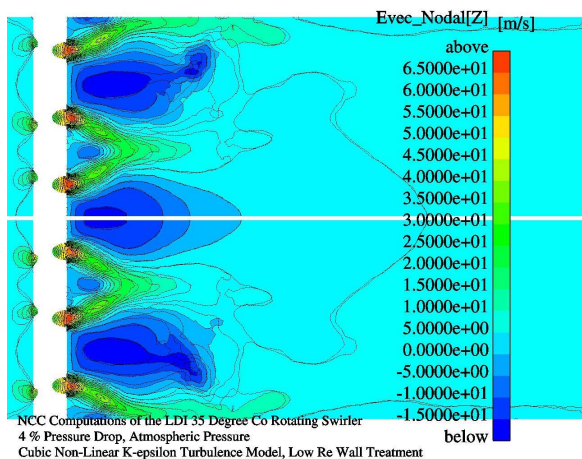 Evec_Nodal[Z] [m/s]
above
6.5000e+01
6.0000e+01
5.5000e+01
5.0000e+01
4.5000e+01
4.0000e+01
3.5000e+01
3.0000e+01
2.5000e+01
2.0000e+01
1.5000e+01
1.0000e+01
5.0000e+00
0.0000e+00
-5.0000e+00
-1.0000e+01
-1.5000e+01
below
NCC Computations of the LDI 35 Degree Co Rotating Swirler
4 % Pressure Drop, Atmospheric Pressure
Cubic Non-Linear K-epsilon Turbulence Model, Low Re Wall Treatment